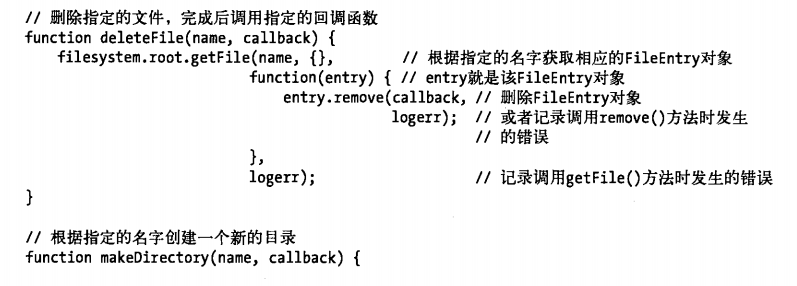 // 删除指定的文件，完成后调用指定的回调函数
function deleteFile(name, callback) {
    filesystem.root.getFile(name, {},        // 根据指定的名字获取相应的FileEntry对象
                            function(entry) { // entry就是该FileEntry对象
                                entry.remove(callback, // 删除FileEntry对象
                                             logerr);  // 或者记录调用remove()方法时发生
                                                       // 的错误
                            },
                            logerr);                   // 记录调用getFile()方法时发生的错误
}
// 根据指定的名字创建一个新的目录
function makeDirectory(name, callback) {